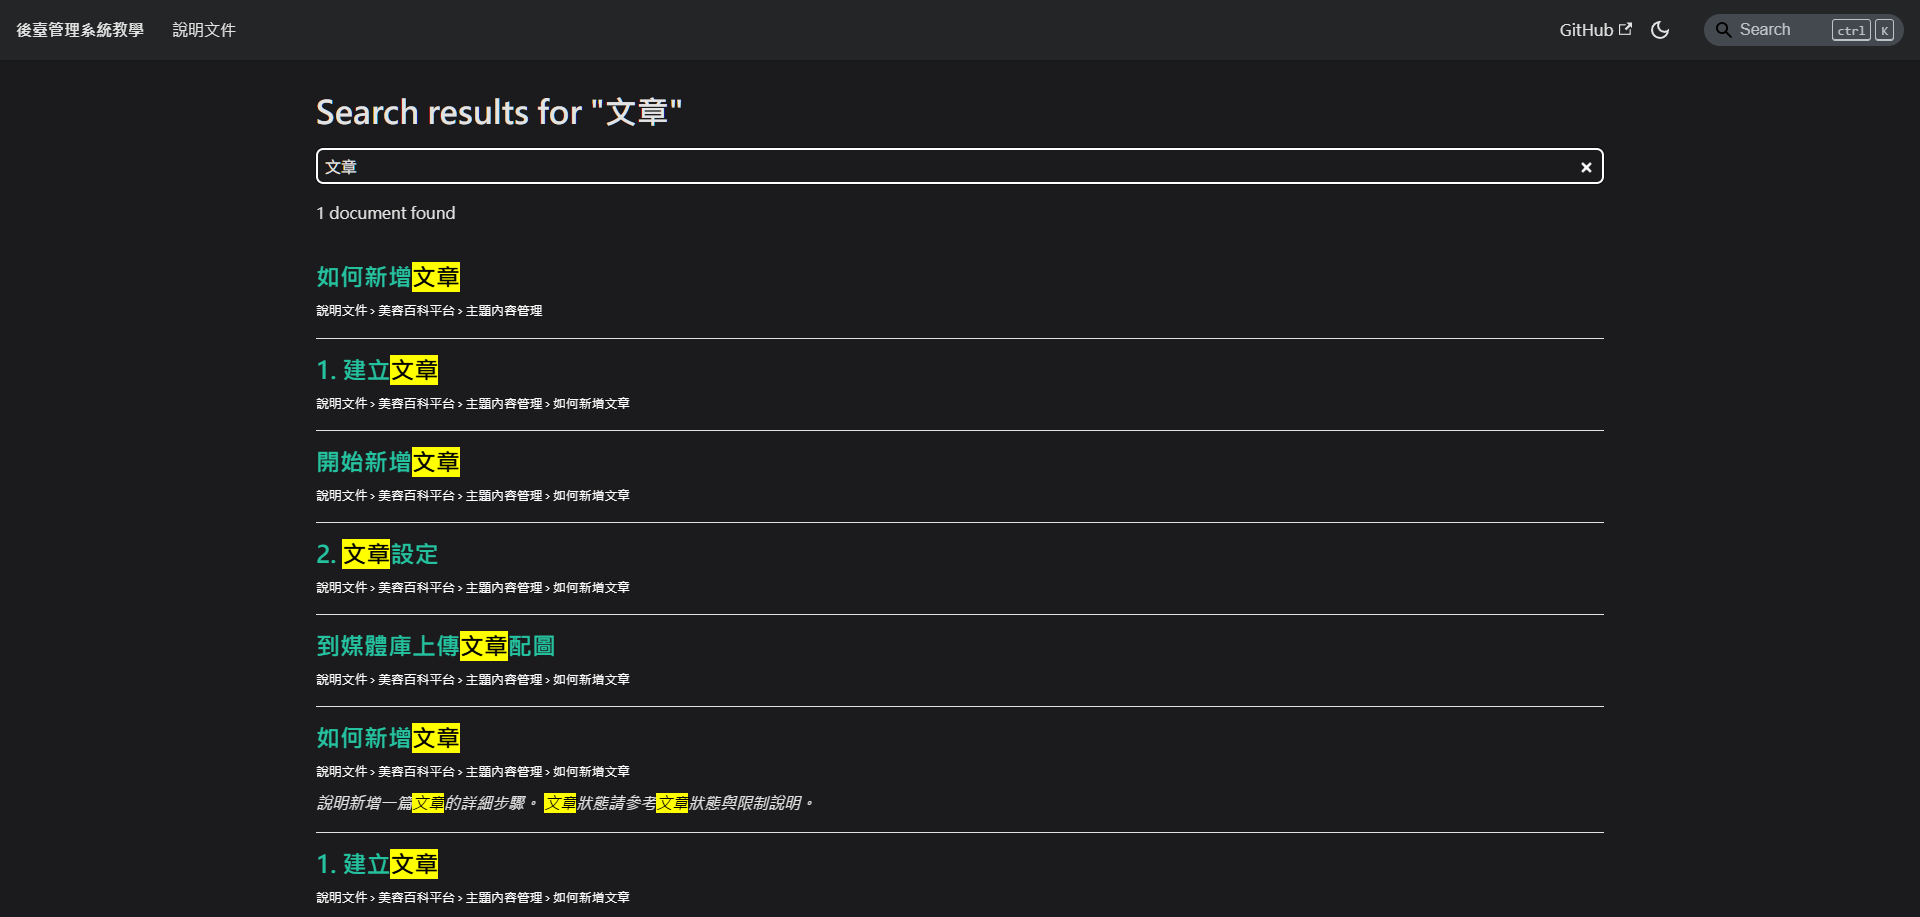 後臺管理系統教學 說明文件 GitHub Search ctrl K
Search results for "文章"
文章
1 document found
如何新增文章
說明文件 > 美容百科平台 > 主題內容管理
1. 建立文章
說明文件 > 美容百科平台 > 主題內容管理 > 如何新增文章
開始新增文章
說明文件 > 美容百科平台 > 主題內容管理 > 如何新增文章
2. 文章設定
說明文件 > 美容百科平台 > 主題內容管理 > 如何新增文章
到媒體庫上傳文章配圖
說明文件 > 美容百科平台 > 主題內容管理 > 如何新增文章
如何新增文章
說明文件 > 美容百科平台 > 主題內容管理 > 如何新增文章
說明新增一篇文章的詳細步驟。 文章狀態請參考文章狀態與限制說明。
1. 建立文章
說明文件 > 美容百科平台 > 主題內容管理 > 如何新增文章